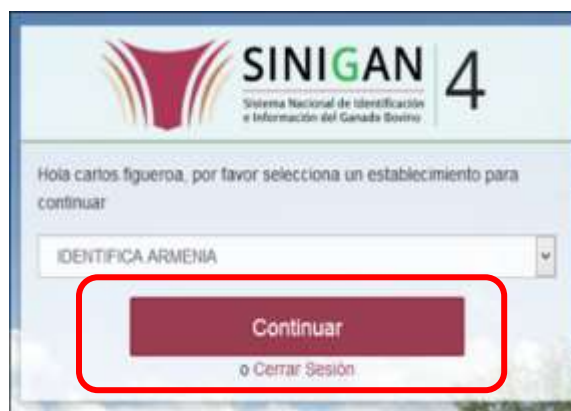 SINIGAN 4
Sistema Nacional de Identificación
e Información del Ganado Bovino
Hola carlos figueroa, por favor selecciona un establecimiento para
continuar
IDENTIFICA ARMENIA
Continuar
o Cerrar Sesión